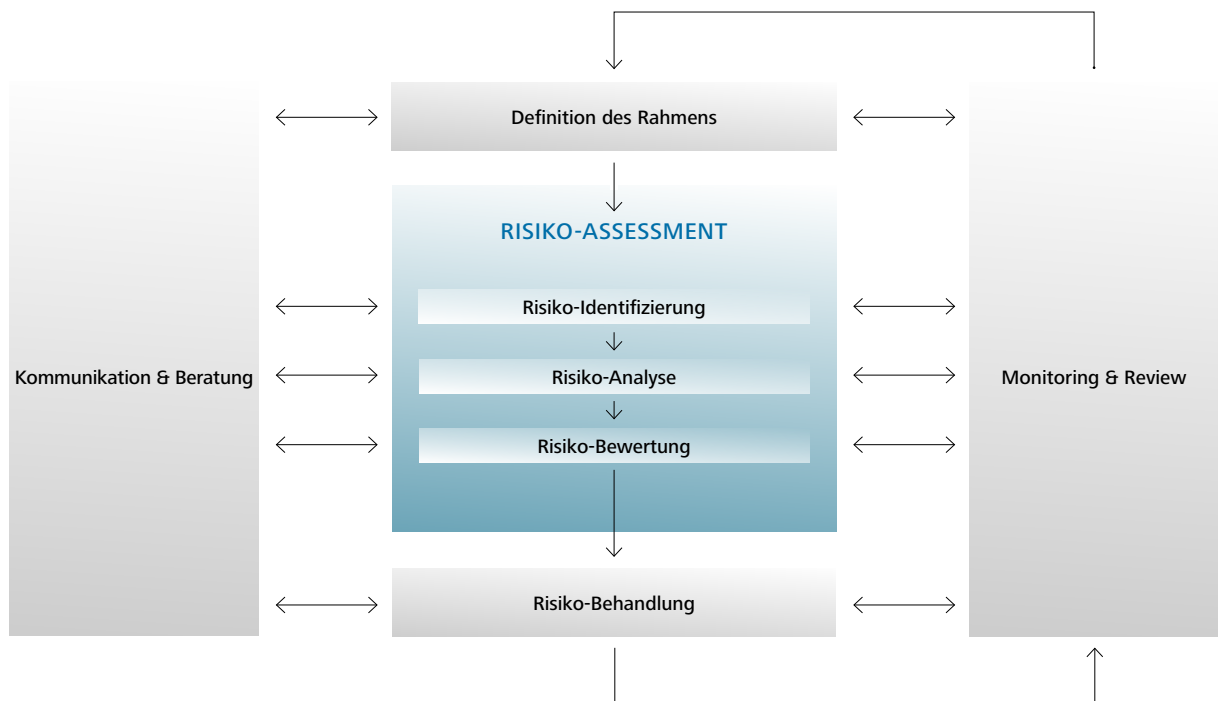 Definition des Rahmens
RISIKO-ASSESSMENT
Risiko-Identifizierung
Kommunikation & Beratung
Risiko-Analyse
Monitoring & Review
Risiko-Bewertung
Risiko-Behandlung